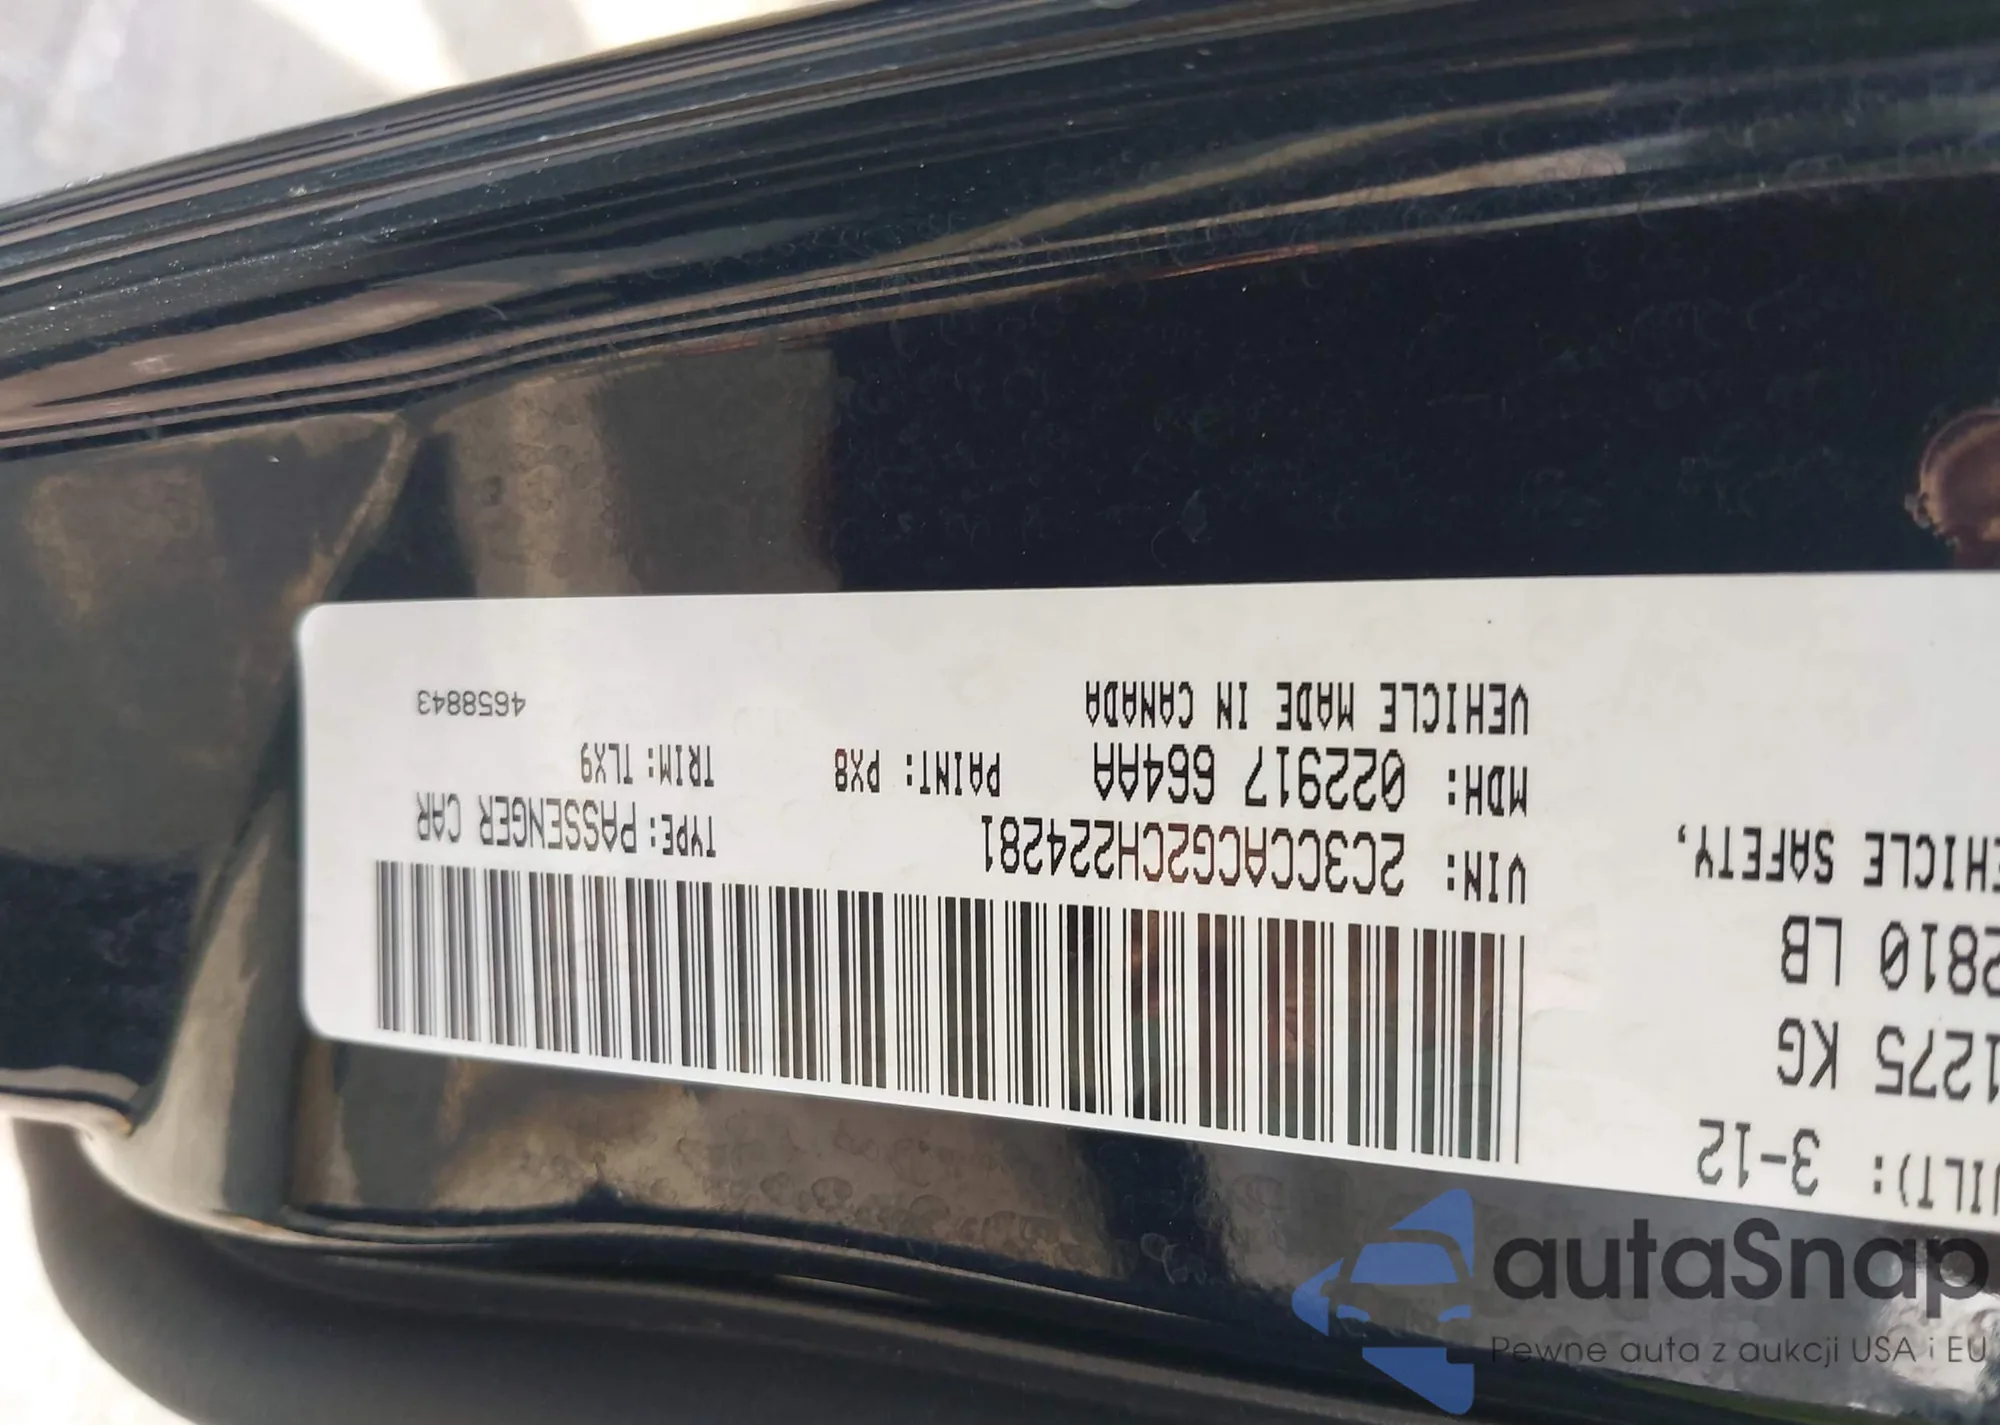 UILT): 3-12
1275 KG
2810 LB
EHICLE SAFETY,
VIN: 2C3CCACG2CH224281
TYPE: PASSENGER CAR
MDH: 022917 664AA
PAINT: PX8
TRIM: TLX9
VEHICLE MADE IN CANADA
4658843
autaSnap
Pewne auta z aukcji USA i EU